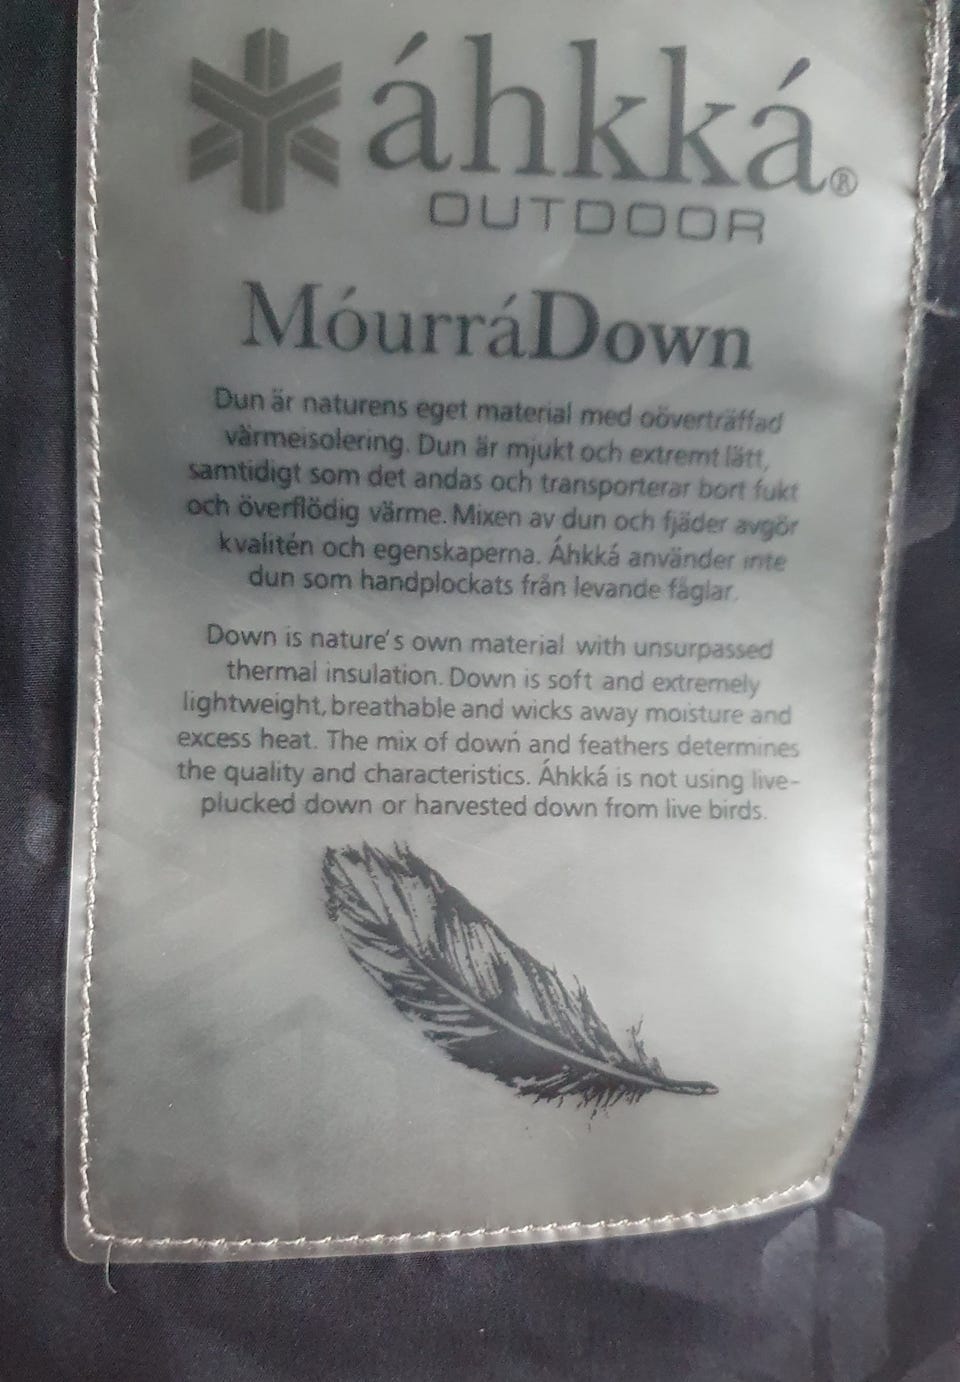 áhkká®
OUTDOOR
MóurráDown
Dun är naturens eget material med oöverträffad
värmeisolering. Dun är mjukt och extremt lätt,
samtidigt som det andas och transporterar bort fukt
och överflödig värme. Mixen av dun och fjäder avgör
kvalitén och egenskaperna. Áhkká använder inte
dun som handplockats från levande fåglar.
Down is nature's own material with unsurpassed
thermal insulation. Down is soft and extremely
lightweight, breathable and wicks away moisture and
excess heat. The mix of down and feathers determines
the quality and characteristics. Áhkká is not using live-
plucked down or harvested down from live birds.